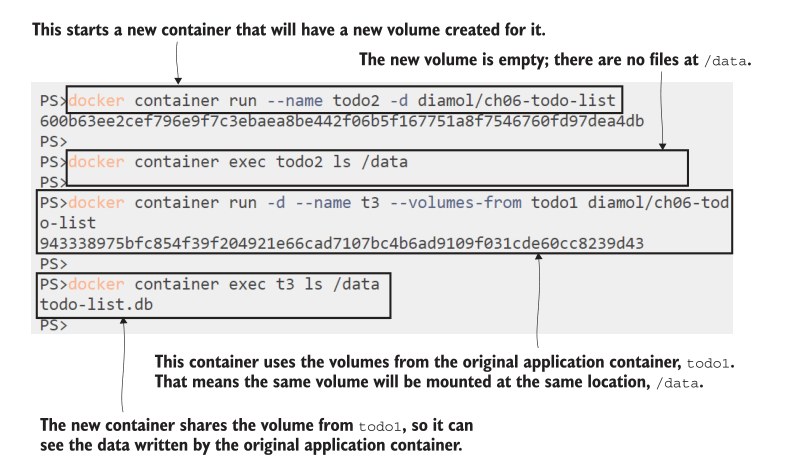 This starts a new container that will have a new volume created for it.
The new volume is empty; there are no files at /data.
PS>docker container run --name todo2 -d diamol/ch06-todo-list
600b63ee2cef796e9f7c3ebaea8be442f06b5f167751a8f7546760fd97dea4db
PS>
PS>docker container exec todo2 ls /data
PS>
PS>docker container run -d --name t3 --volumes-from todo1 diamol/ch06-tod
o-list
943338975bfc854f39f204921e66cad7107bc4b6ad9109f031cde60cc8239d43
PS>
PS>docker container exec t3 ls /data
todo-list.db
PS>
This container uses the volumes from the original application container, todo1.
That means the same volume will be mounted at the same location, /data.
The new container shares the volume from todo1, so it can
see the data written by the original application container.